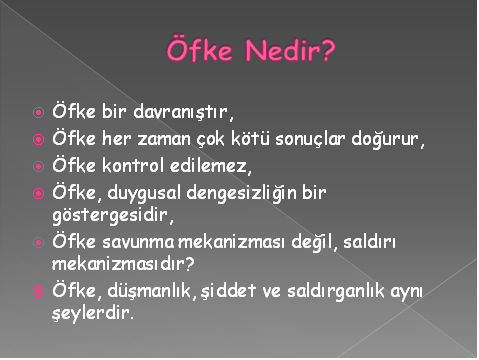 Öfke Nedir?
Öfke bir davranıştır,
Öfke her zaman çok kötü sonuçlar doğurur,
Öfke kontrol edilemez,
Öfke, duygusal dengesizliğin bir
göstergesidir,
Öfke savunma mekanizması değil, saldırı
mekanizmasıdır?
Öfke, düşmanlık, şiddet ve saldırganlık aynı
şeylerdir.